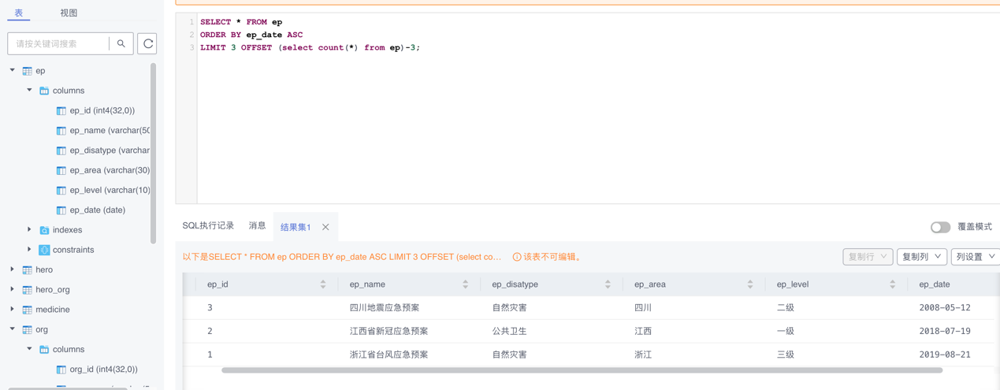 表 视图
请按关键词搜索
ep
columns
ep_id (int4(32,0))
ep_name (varchar(50
ep_disatype (varchar
ep_area (varchar(30)
ep_level (varchar(10)
ep_date (date)
indexes
constraints
hero
hero_org
medicine
org
columns
org_id (int4(32,0))
1 SELECT * FROM ep
2 ORDER BY ep_date ASC
3 LIMIT 3 OFFSET (select count(*) from ep)-3;
SQL执行记录 消息 结果集1 覆盖模式
以下是SELECT * FROM ep ORDER BY ep_date ASC LIMIT 3 OFFSET (select co... 该表不可编辑。 复制行 复制列 列设置
ep_id ep_name ep_disatype ep_area ep_level ep_date
3 四川地震应急预案 自然灾害 四川 二级 2008-05-12
2 江西省新冠应急预案 公共卫生 江西 一级 2018-07-19
1 浙江省台风应急预案 自然灾害 浙江 三级 2019-08-21